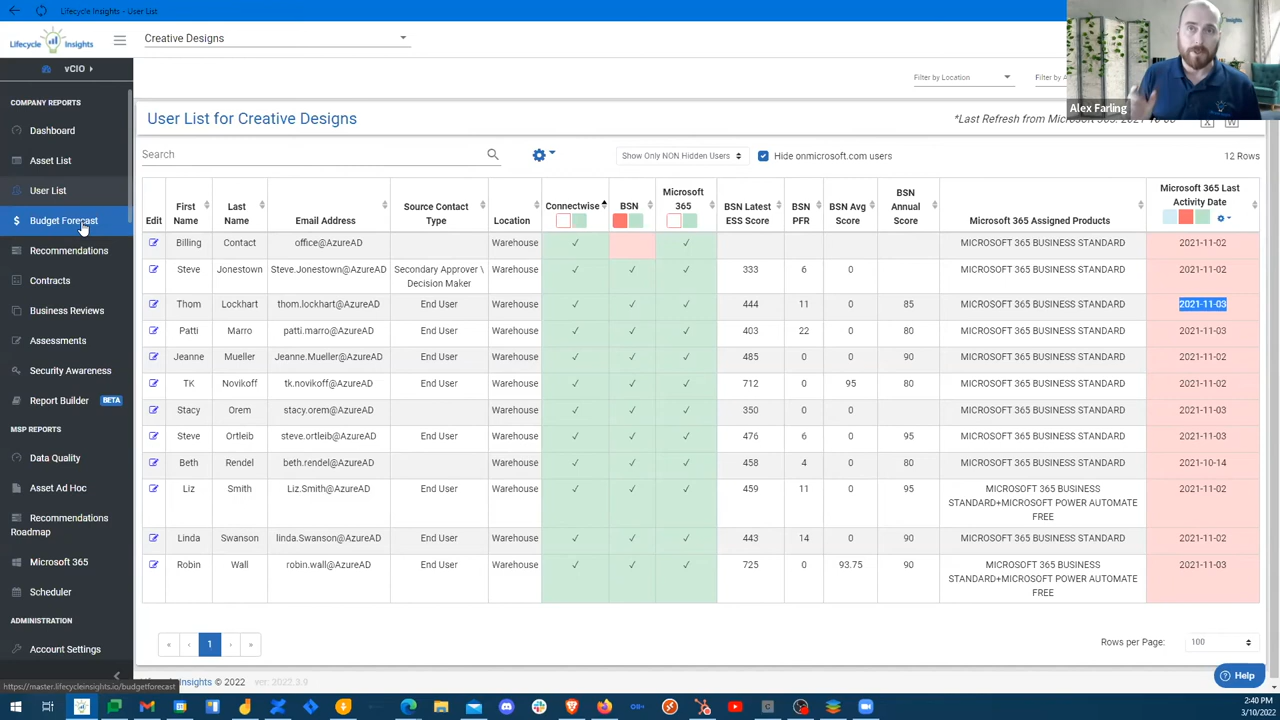 Lifecycle Insights - User List
Lifecycle Insights
Creative Designs
vCIO
COMPANY REPORTS
Dashboard
Asset List
User List
Budget Forecast
Recommendations
Contracts
Business Reviews
Assessments
Security Awareness
Report Builder BETA
MSP REPORTS
Data Quality
Asset Ad Hoc
Recommendations
Roadmap
Microsoft 365
Scheduler
ADMINISTRATION
Account Settings
Filter by Location
Filter by A
Alex Farling
User List for Creative Designs
*Last Refresh from Microsoft 365:
Search
Show Only NON Hidden Users
Hide onmicrosoft.com users
12 Rows
Edit First Name Last Name Email Address Source Contact Type Location Connectwise BSN Microsoft 365 BSN Latest ESS Score BSN PFR BSN Avg Score BSN Annual Score Microsoft 365 Assigned Products Microsoft 365 Last Activity Date
Billing Contact office@AzureAD Warehouse ✓ ✓ MICROSOFT 365 BUSINESS STANDARD 2021-11-02
Steve Jonestown Steve.Jonestown@AzureAD Secondary Approver \ Decision Maker Warehouse ✓ ✓ ✓ 333 6 0 MICROSOFT 365 BUSINESS STANDARD 2021-11-02
Thom Lockhart thom.lockhart@AzureAD End User Warehouse ✓ ✓ ✓ 444 11 0 85 MICROSOFT 365 BUSINESS STANDARD 2021-11-03
Patti Marro patti.marro@AzureAD End User Warehouse ✓ ✓ ✓ 403 22 0 80 MICROSOFT 365 BUSINESS STANDARD 2021-11-03
Jeanne Mueller Jeanne.Mueller@AzureAD End User Warehouse ✓ ✓ ✓ 485 0 0 90 MICROSOFT 365 BUSINESS STANDARD 2021-11-03
TK Novikoff tk.novikoff@AzureAD End User Warehouse ✓ ✓ ✓ 712 0 95 80 MICROSOFT 365 BUSINESS STANDARD 2021-11-02
Stacy Orem stacy.orem@AzureAD Warehouse ✓ ✓ ✓ 350 0 0 MICROSOFT 365 BUSINESS STANDARD 2021-11-03
Steve Ortleib steve.ortleib@AzureAD End User Warehouse ✓ ✓ ✓ 476 6 0 95 MICROSOFT 365 BUSINESS STANDARD 2021-11-03
Beth Rendel beth.rendel@AzureAD Warehouse ✓ ✓ ✓ 458 4 0 80 MICROSOFT 365 BUSINESS STANDARD 2021-10-14
Liz Smith Liz.Smith@AzureAD End User Warehouse ✓ ✓ ✓ 459 11 0 95 MICROSOFT 365 BUSINESS STANDARD+MICROSOFT POWER AUTOMATE FREE 2021-11-02
Linda Swanson linda.Swanson@AzureAD End User Warehouse ✓ ✓ ✓ 443 14 0 90 MICROSOFT 365 BUSINESS STANDARD 2021-11-02
Robin Wall robin.wall@AzureAD End User Warehouse ✓ ✓ ✓ 725 0 93.75 90 MICROSOFT 365 BUSINESS STANDARD+MICROSOFT POWER AUTOMATE FREE 2021-11-03
« ‹ 1 › »
Rows per Page: 100
Insights © 2022 ver: 2022.3.9
Help
https://master.lifecycleinsights.io/budgetforecast
2:40 PM
3/10/2022